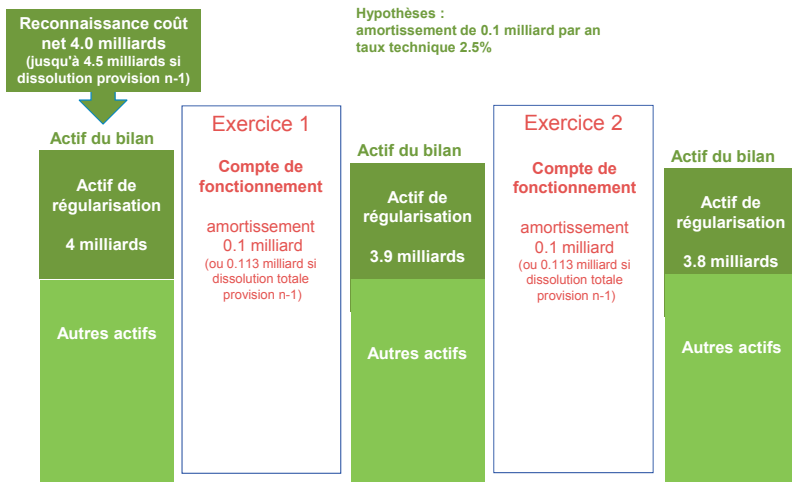 Reconnaissance coût
net 4.0 milliards
(jusqu'à 4.5 milliards si
dissolution provision n-1)
Hypothèses :
amortissement de 0.1 milliard par an
taux technique 2.5%
Actif du bilan
Actif de
régularisation
4 milliards
Autres actifs
Exercice 1
Compte de
fonctionnement
amortissement
0.1 milliard
(ou 0.113 milliard si
dissolution totale
provision n-1)
Actif du bilan
Actif de
régularisation
3.9 milliards
Autres actifs
Exercice 2
Compte de
fonctionnement
amortissement
0.1 milliard
(ou 0.113 milliard si
dissolution totale
provision n-1)
Actif du bilan
Actif de
régularisation
3.8 milliards
Autres actifs